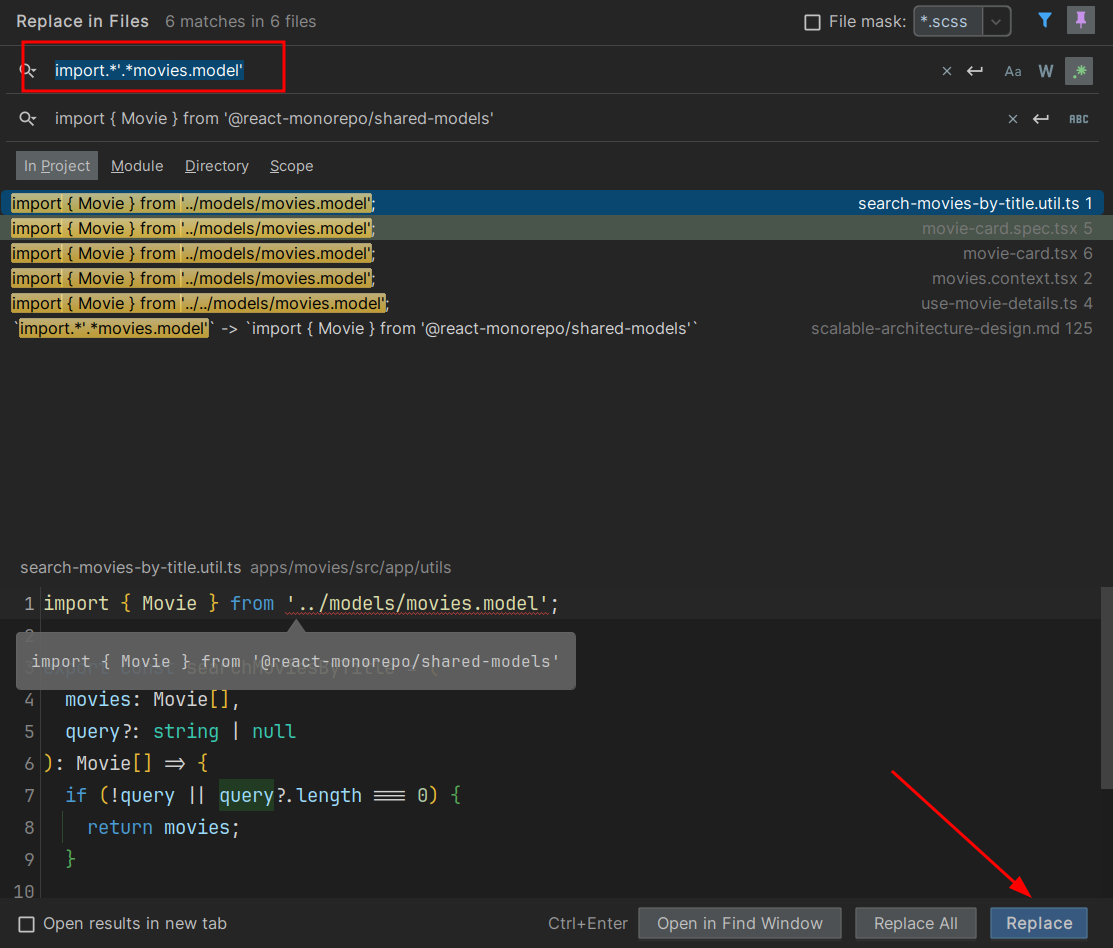 Replace in Files 6 matches in 6 files File mask: *.scss
import.*'.*movies.model' Aa W .*
import { Movie } from '@react-monorepo/shared-models' ABC
In Project Module Directory Scope
import { Movie } from '../models/movies.model'; search-movies-by-title.util.ts 1
import { Movie } from '../models/movies.model'; movie-card.spec.tsx 5
import { Movie } from '../models/movies.model'; movie-card.tsx 6
import { Movie } from '../models/movies.model'; movies.context.tsx 2
import { Movie } from '../../models/movies.model'; use-movie-details.ts 4
`import.*'.*movies.model'` -> `import { Movie } from '@react-monorepo/shared-models'` scalable-architecture-design.md 125
search-movies-by-title.util.ts apps/movies/src/app/utils
1 import { Movie } from '../models/movies.model';
2
import { Movie } from '@react-monorepo/shared-models'
3 export const searchMoviesByTitle = (
4 movies: Movie[],
5 query?: string | null
6 ): Movie[] => {
7 if (!query || query?.length === 0) {
8 return movies;
9 }
10
Open results in new tab Ctrl+Enter Open in Find Window Replace All Replace